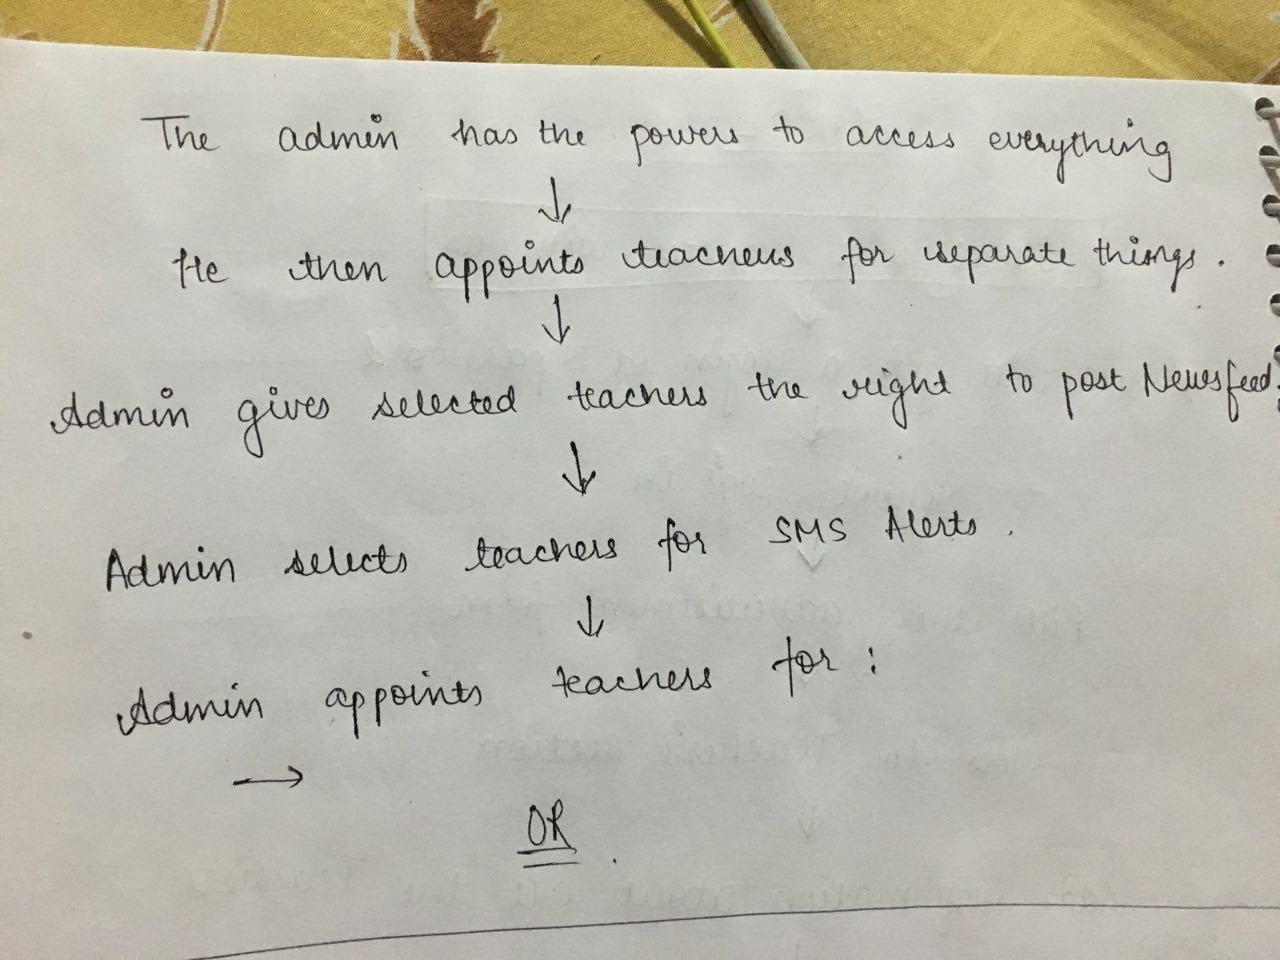 The admin has the powers to access everything
↓
He then appoints teachers for separate things.
↓
Admin gives selected teachers the right to post Newsfeed.
↓
Admin selects teachers for SMS Alerts.
↓
Admin appoints teachers for:
→
OR